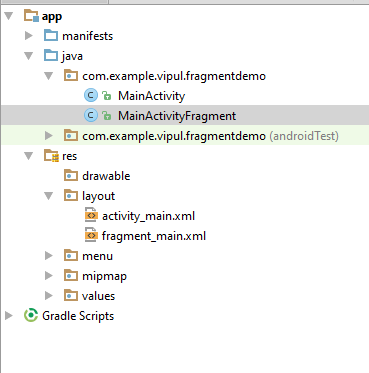 app
manifests
java
com.example.vipul.fragmentdemo
MainActivity
MainActivityFragment
com.example.vipul.fragmentdemo (androidTest)
res
drawable
layout
activity_main.xml
fragment_main.xml
menu
mipmap
values
Gradle Scripts